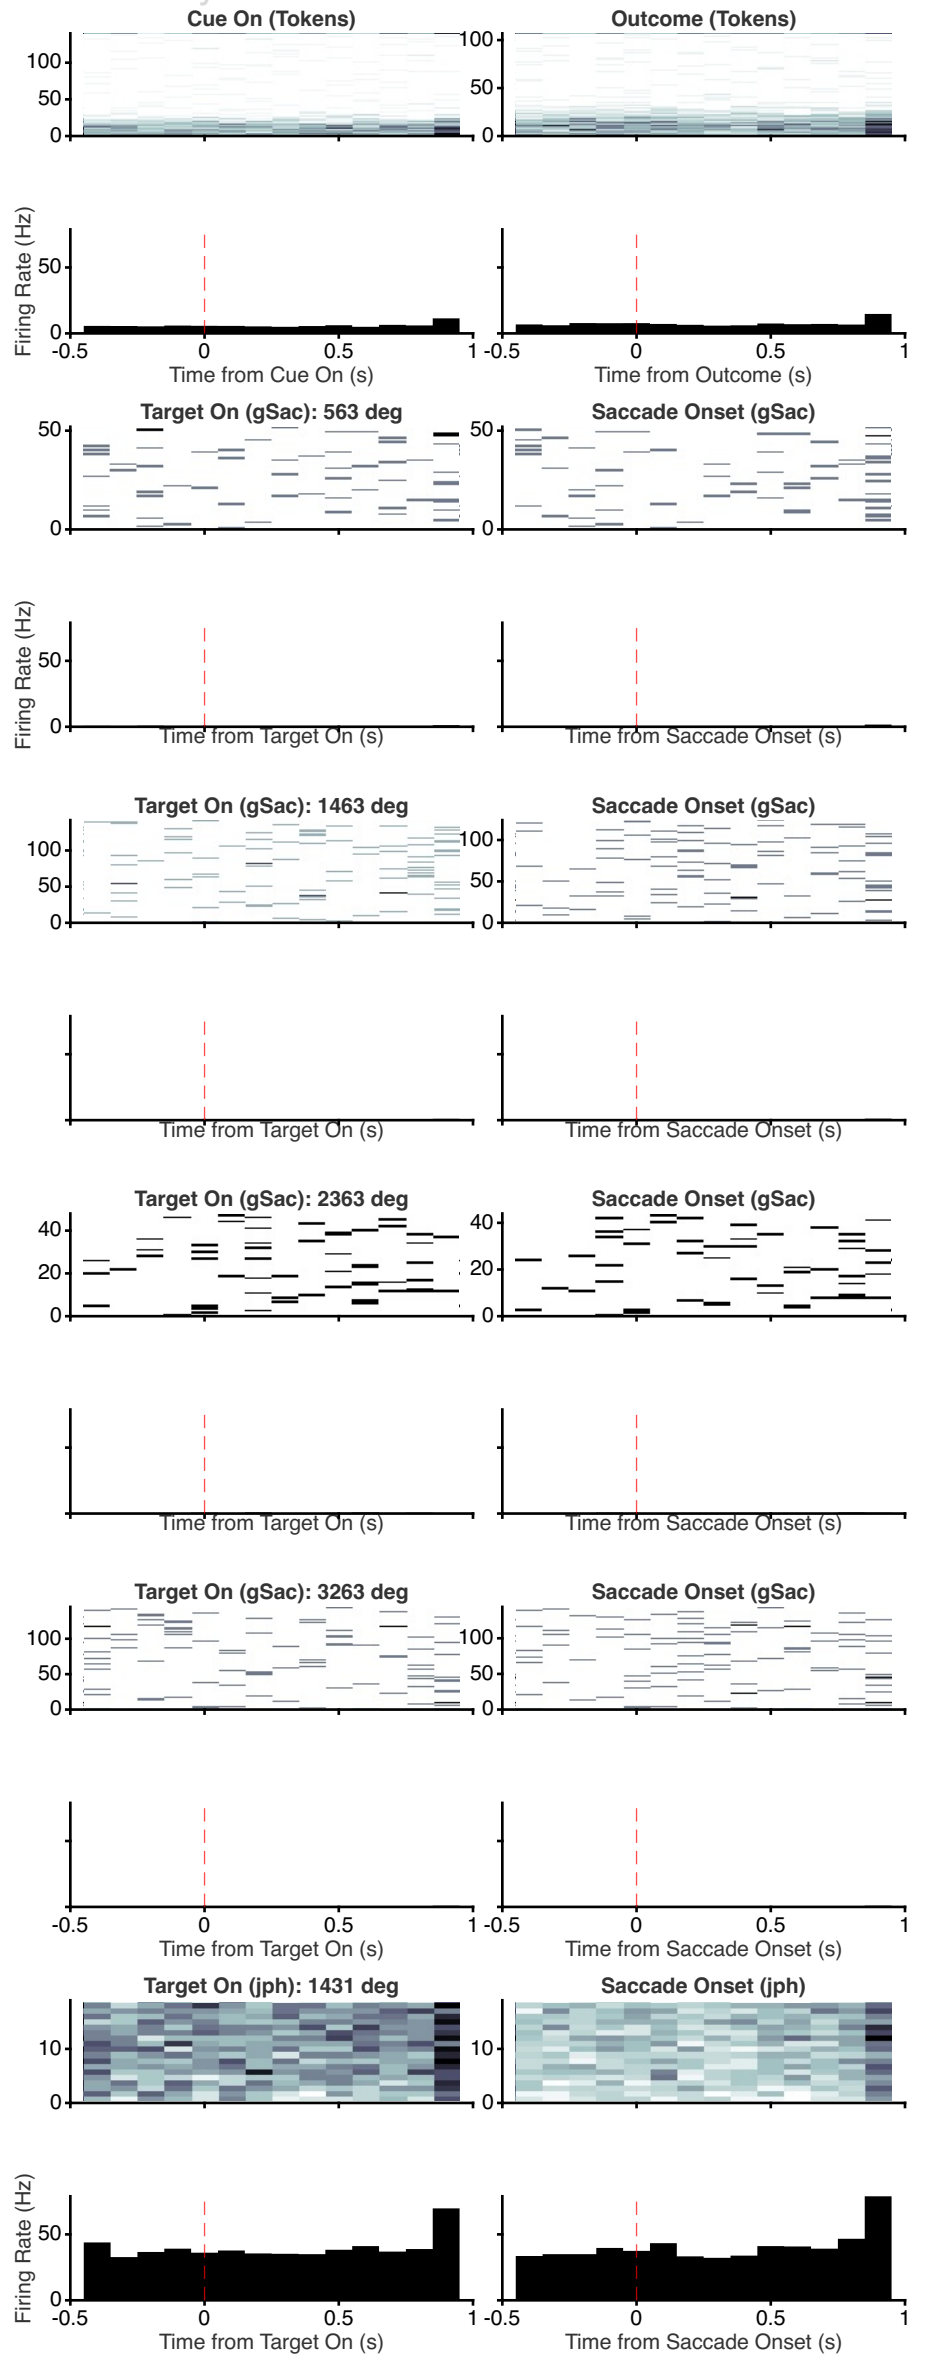 Cue On (Tokens)
Outcome (Tokens)
100
50
0
100
50
0
Firing Rate (Hz)
50
0
-0.5
0
0.5
1
-0.5
0
0.5
1
Time from Cue On (s)
Time from Outcome (s)
Target On (gSac): 563 deg
Saccade Onset (gSac)
50
0
50
0
Firing Rate (Hz)
50
0
Time from Target On (s)
Time from Saccade Onset (s)
Target On (gSac): 1463 deg
Saccade Onset (gSac)
100
50
0
100
50
0
Time from Target On (s)
Time from Saccade Onset (s)
Target On (gSac): 2363 deg
Saccade Onset (gSac)
40
20
0
40
20
0
Time from Target On (s)
Time from Saccade Onset (s)
Target On (gSac): 3263 deg
Saccade Onset (gSac)
100
50
0
100
50
0
-0.5
0
0.5
1
-0.5
0
0.5
1
Time from Target On (s)
Time from Saccade Onset (s)
Target On (jph): 1431 deg
Saccade Onset (jph)
10
0
10
0
Firing Rate (Hz)
50
0
-0.5
0
0.5
1
-0.5
0
0.5
1
Time from Target On (s)
Time from Saccade Onset (s)